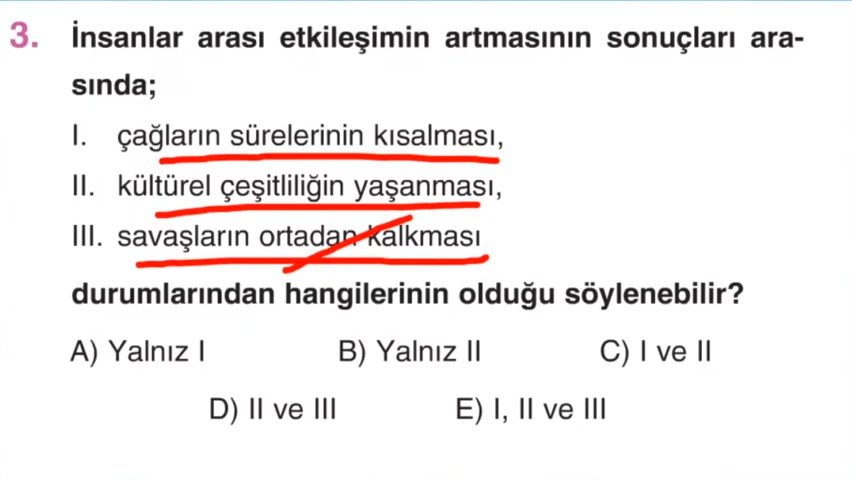 3. İnsanlar arası etkileşimin artmasının sonuçları ara-
sında;
I. çağların sürelerinin kısalması,
II. kültürel çeşitliliğin yaşanması,
III. savaşların ortadan kalkması
durumlarından hangilerinin olduğu söylenebilir?
A) Yalnız I B) Yalnız II C) I ve II
D) II ve III E) I, II ve III